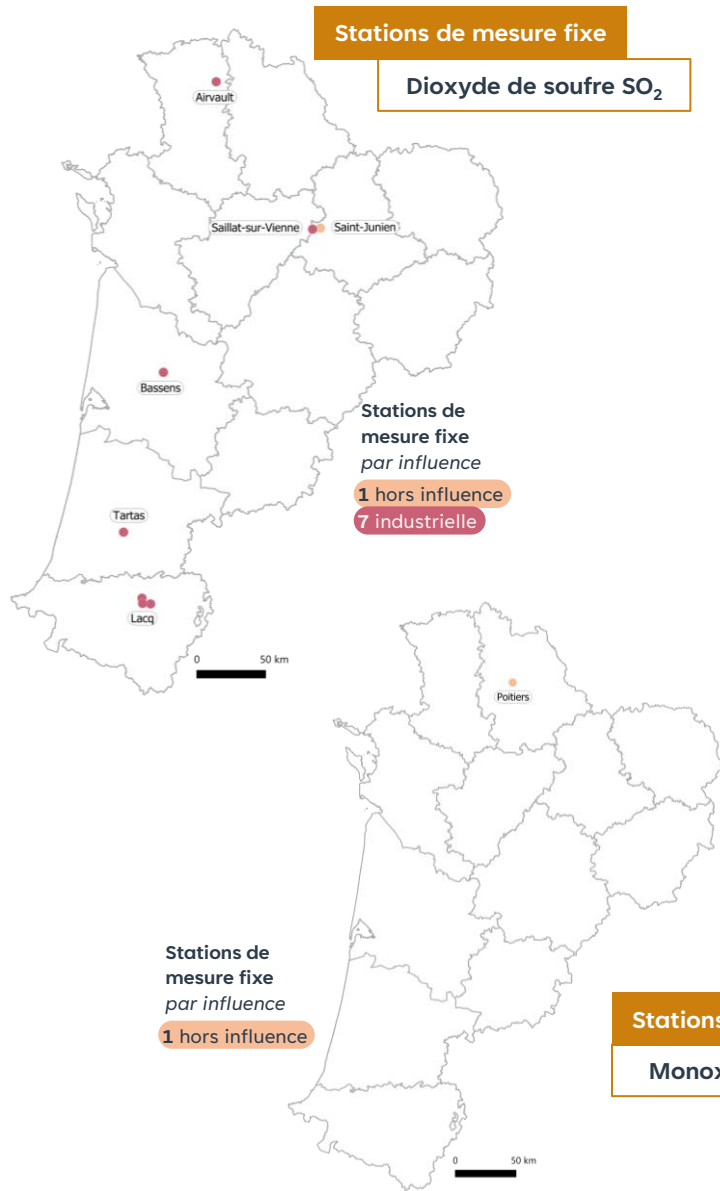 Stations de mesure fixe
Dioxyde de soufre SO₂
Airvault
Saillat-sur-Vienne
Saint-Junien
Bassens
Stations de
mesure fixe
par influence
1 hors influence
7 industrielle
Tartas
Lacq
0 50 km
Poitiers
Stations de
mesure fixe
par influence
1 hors influence
Stations
Monox
0 50 km